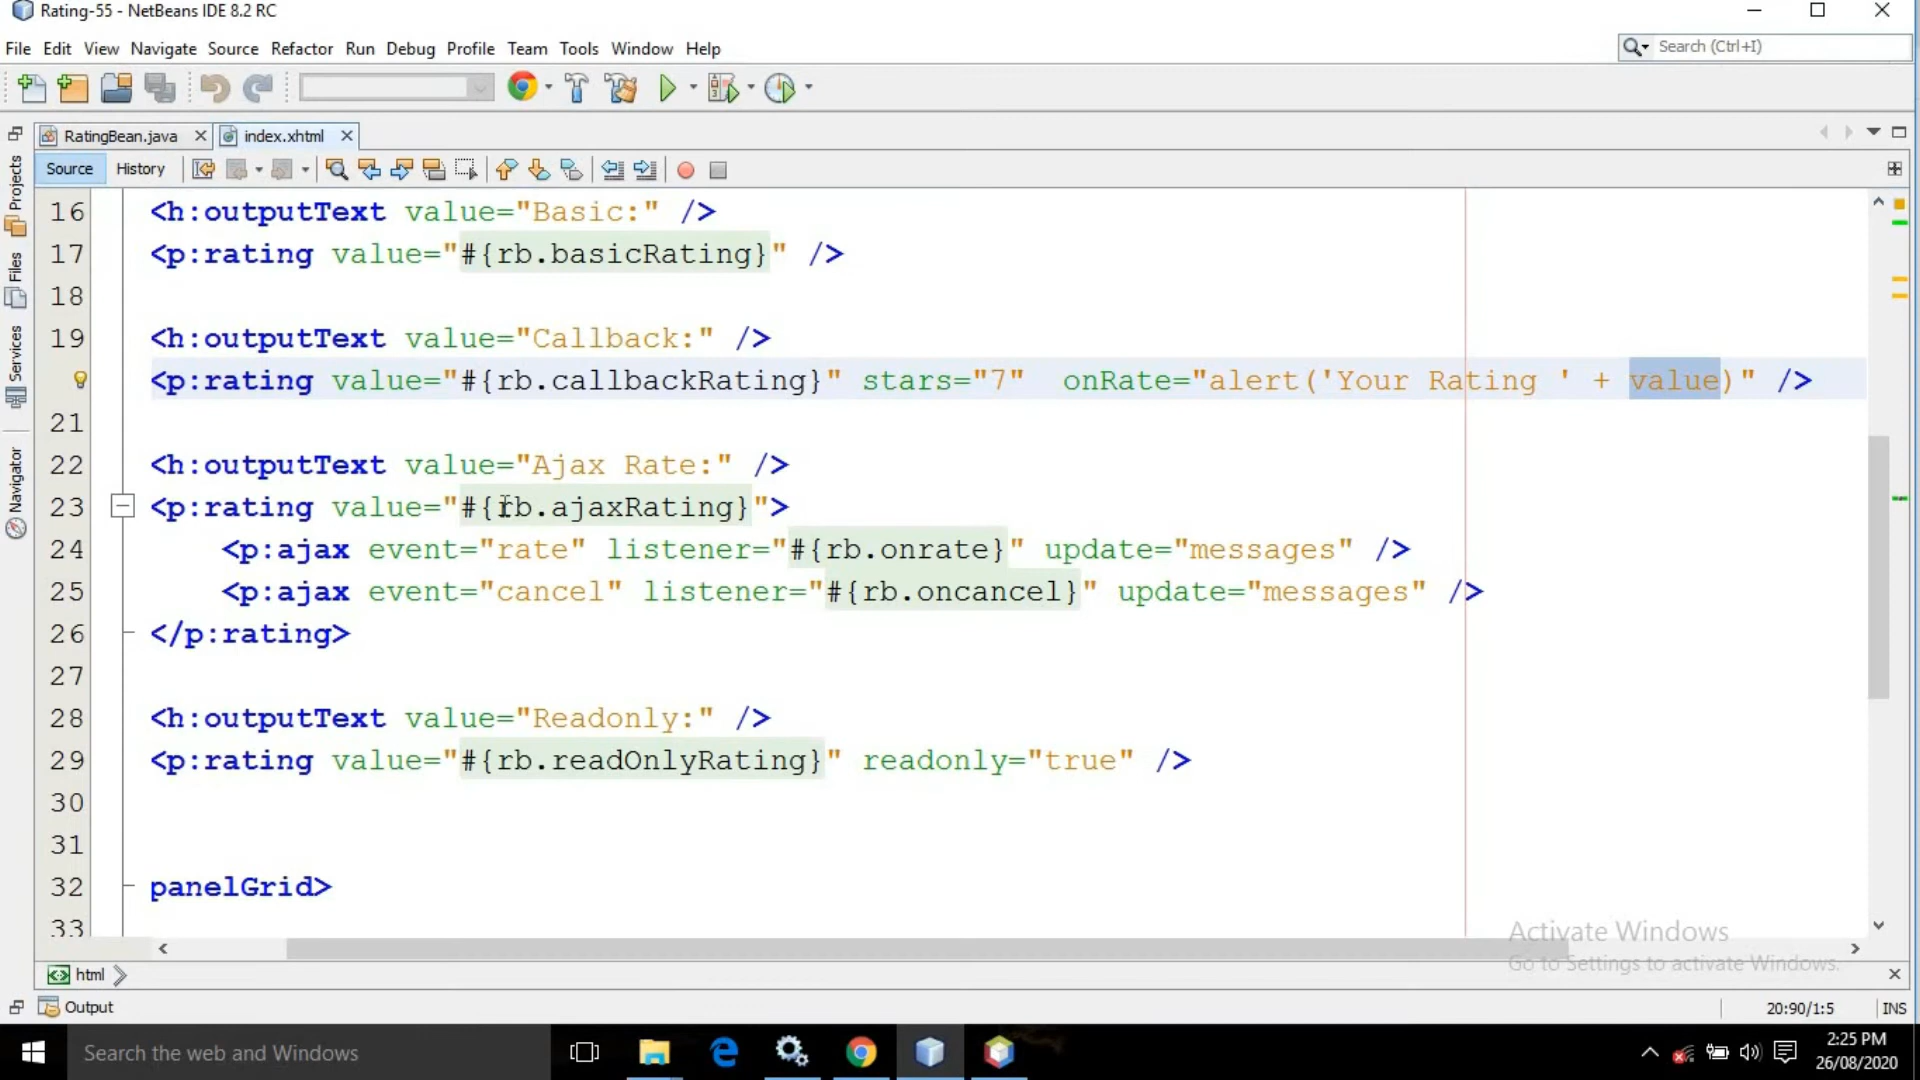 Rating-55 - NetBeans IDE 8.2 RC
File Edit View Navigate Source Refactor Run Debug Profile Team Tools Window Help
Search (Ctrl+I)
RatingBean.java
index.xhtml
Source History
Projects
Files
Services
Navigator
16 <h:outputText value="Basic:" />
17 <p:rating value="#{rb.basicRating}" />
18
19 <h:outputText value="Callback:" />
<p:rating value="#{rb.callbackRating}" stars="7"  onRate="alert('Your Rating ' + value)" />
21
22 <h:outputText value="Ajax Rate:" />
23 <p:rating value="#{rb.ajaxRating}">
24     <p:ajax event="rate" listener="#{rb.onrate}" update="messages" />
25     <p:ajax event="cancel" listener="#{rb.oncancel}" update="messages" />
26 </p:rating>
27
28 <h:outputText value="Readonly:" />
29 <p:rating value="#{rb.readOnlyRating}" readonly="true" />
30
31
32 panelGrid>
33
Activate Windows
Go to Settings to activate Windows.
html
Output
20:90/1:5 INS
Search the web and Windows
2:25 PM
26/08/2020